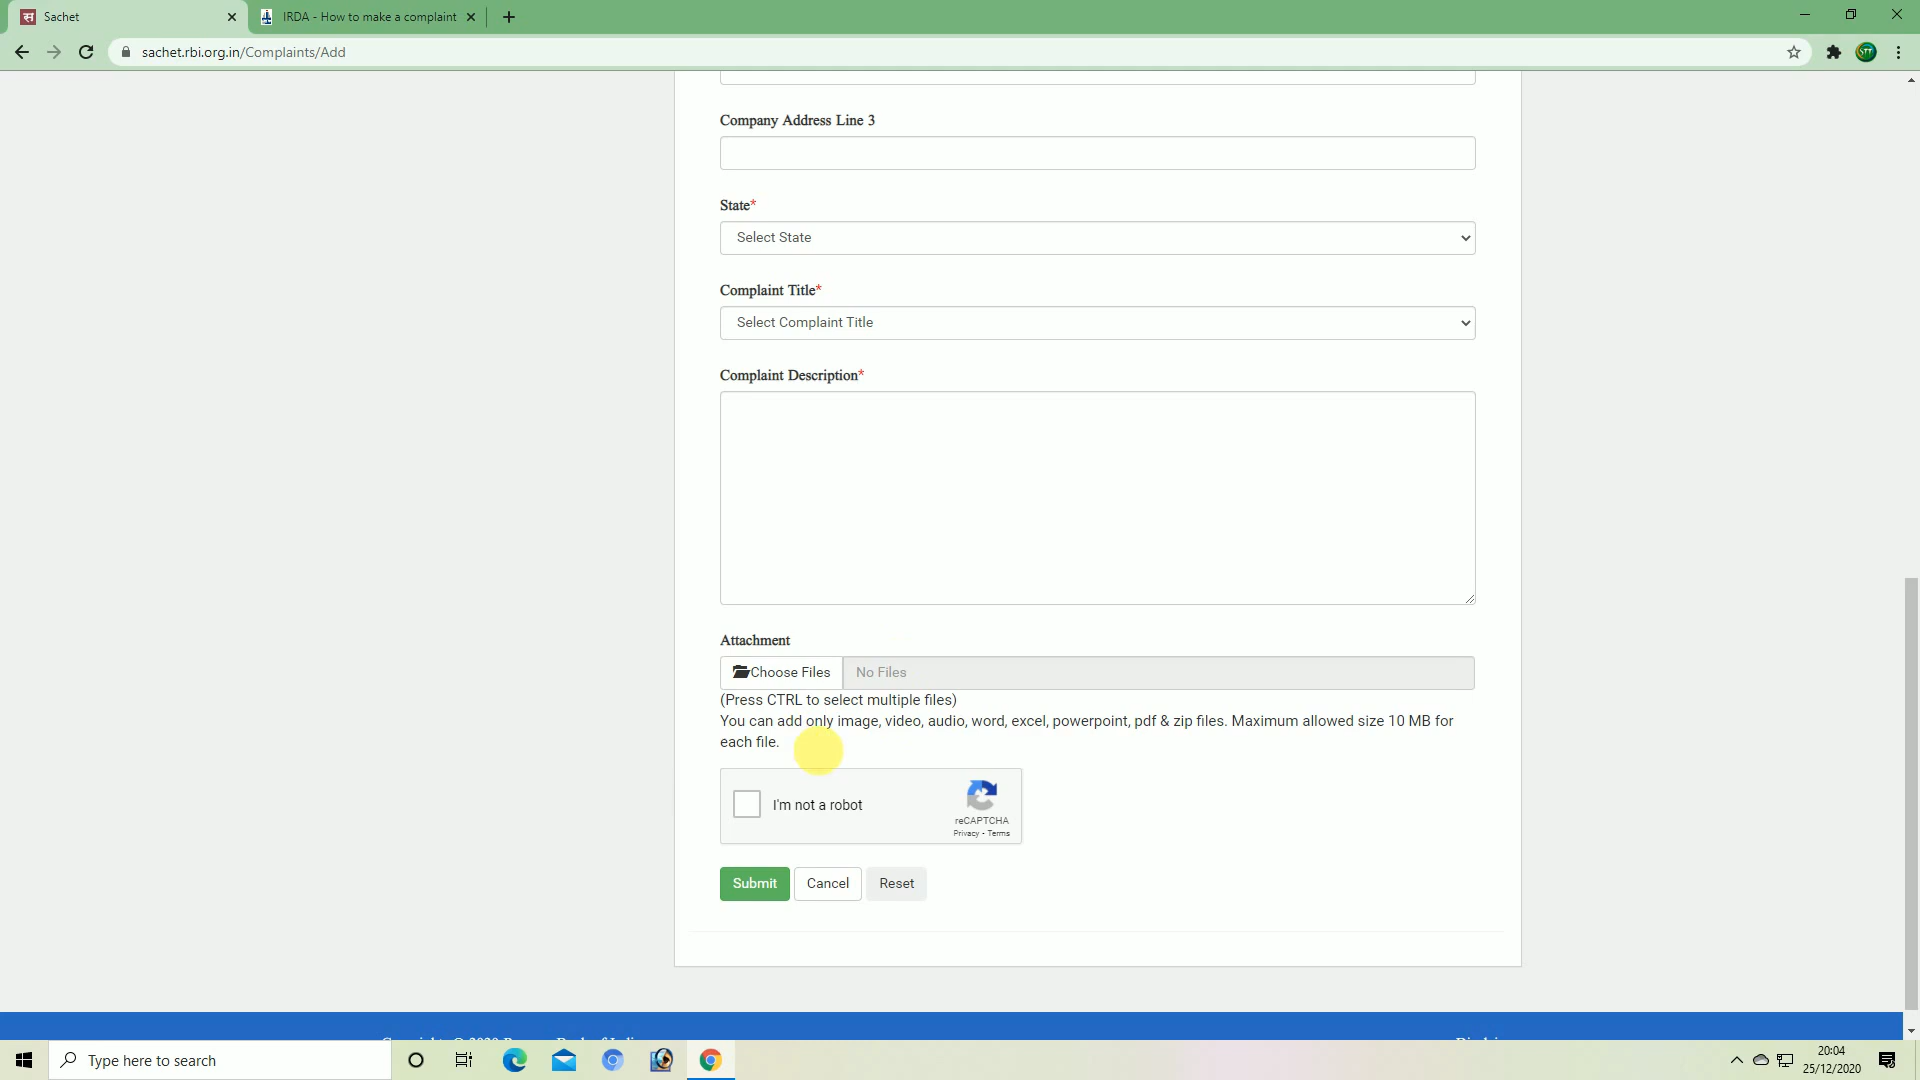 Sachet
IRDA - How to make a complaint
sachet.rbi.org.in/Complaints/Add
Company Address Line 3
State*
Select State
Complaint Title*
Select Complaint Title
Complaint Description*
Attachment
Choose Files No Files
(Press CTRL to select multiple files)
You can add only image, video, audio, word, excel, powerpoint, pdf & zip files. Maximum allowed size 10 MB for
each file.
I'm not a robot
reCAPTCHA
Privacy - Terms
Submit Cancel Reset
Type here to search
20:04
25/12/2020